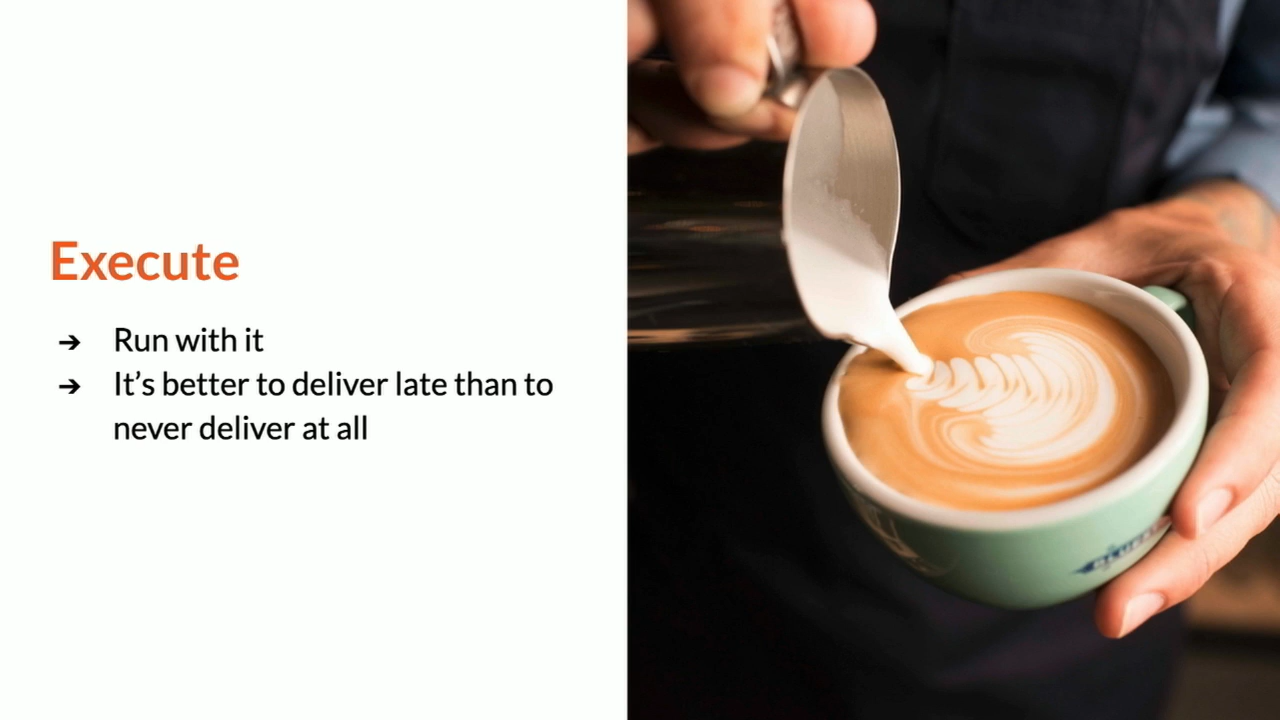 Execute
➔ Run with it
➔ It’s better to deliver late than to
never deliver at all